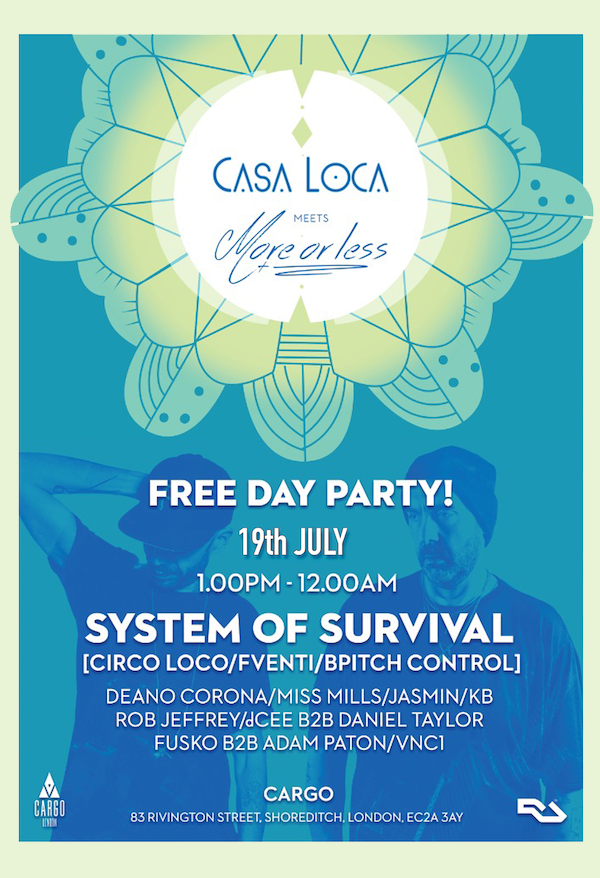 CASA LOCA
MEETS
More or less
FREE DAY PARTY!
19th JULY
1.00PM - 12.00AM
SYSTEM OF SURVIVAL
[CIRCO LOCO/FVENTI/BPITCH CONTROL]
DEANO CORONA/MISS MILLS/JASMIN/KB
ROB JEFFREY/dCEE B2B DANIEL TAYLOR
FUSKO B2B ADAM PATON/VNC1
CARGO
83 RIVINGTON STREET, SHOREDITCH, LONDON, EC2A 3AY
CARGO
LONDON